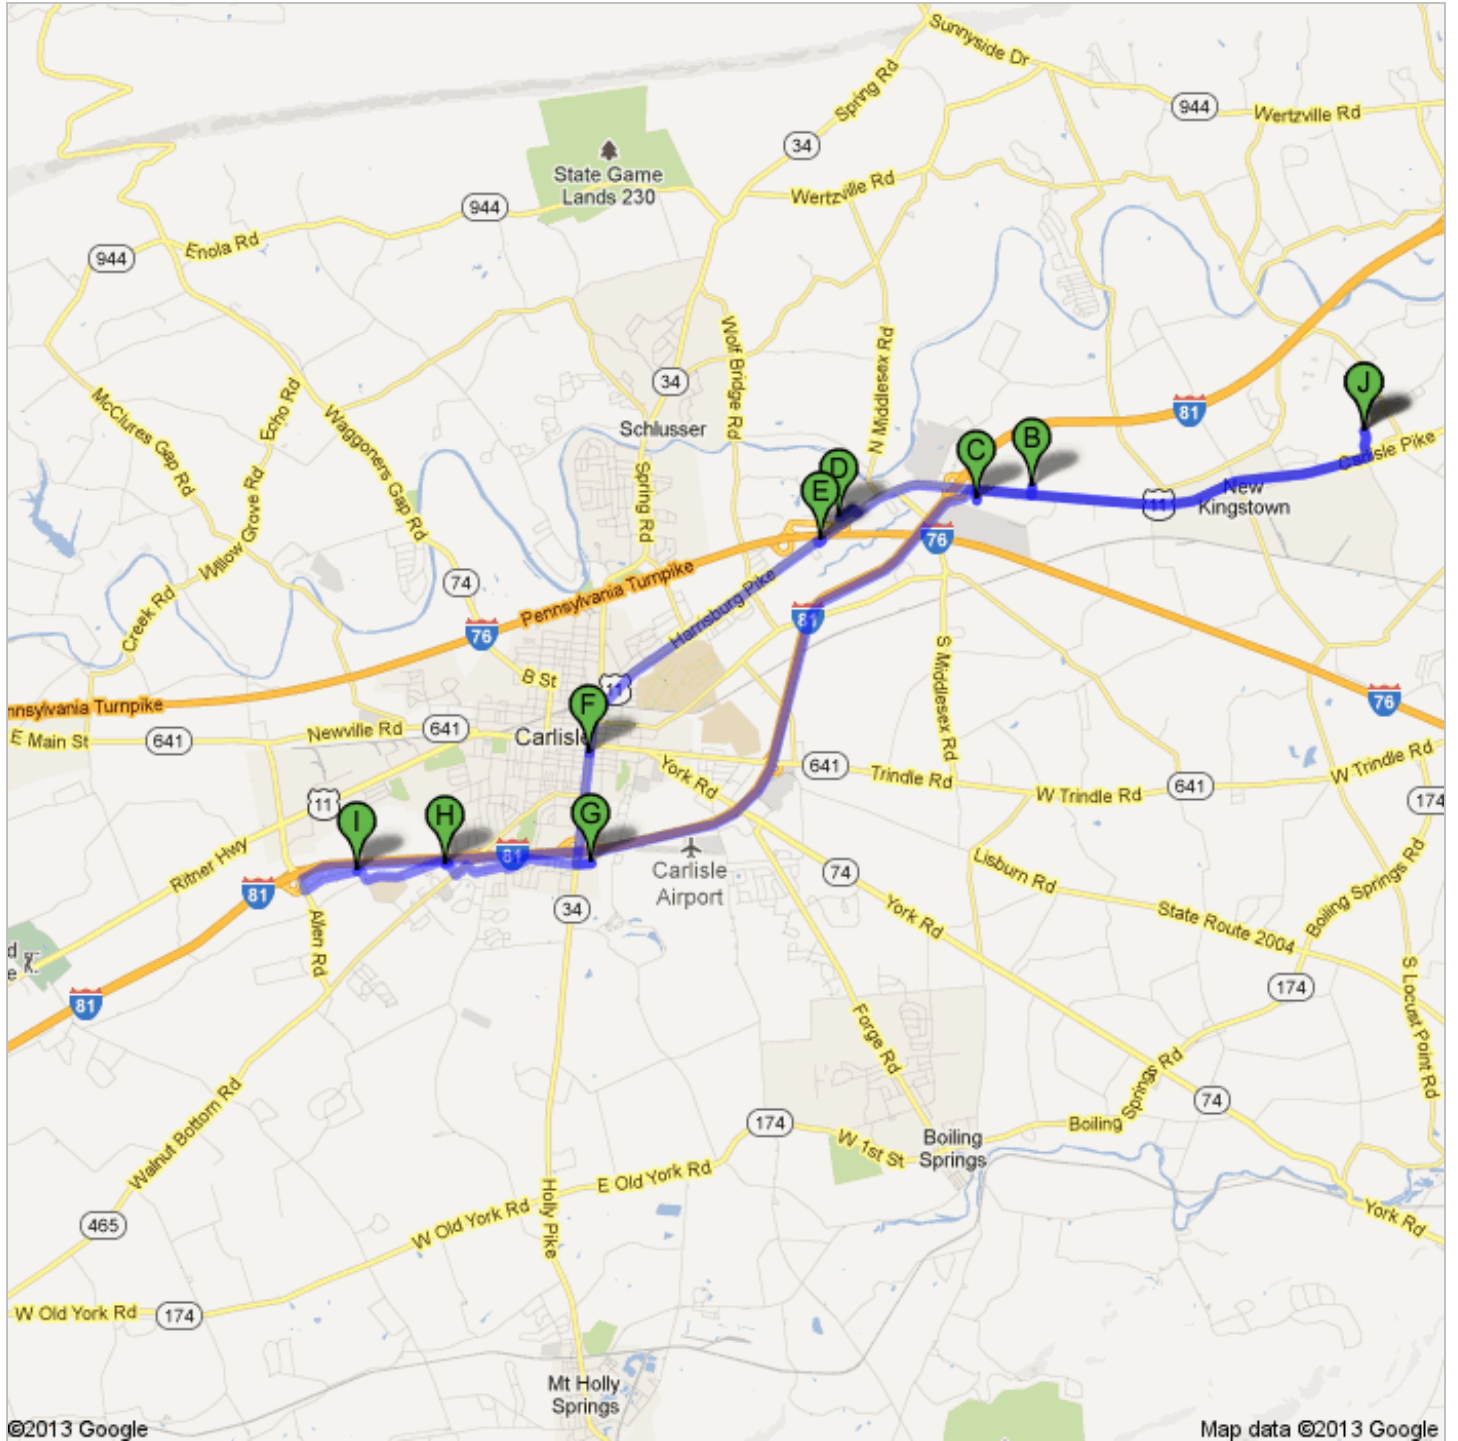 Sunnyside Dr
Spring Rd
944
Wertzville Rd
34
State Game
Lands 230
Wertzville Rd
944
Enola Rd
944
Wolf Bridge Rd
N Middlesex Rd
34
81
J
McClures Gap Rd
Echo Rd
Waggoners Gap Rd
Schlusser
Carlisle Pike
B
C
D
E
Spring Rd
New
Kingstown
11
Willow Grove Rd
76
74
Creek Rd
Pennsylvania Turnpike
Harrisburg Pike
81
76
B St
S Middlesex Rd
11
76
nnsylvania Turnpike
F
E Main St
641
Newville Rd
641
Carlisle
York Rd
641
Trindle Rd
W Trindle Rd
641
W Trindle Rd
174
11
I
H
G
81
Ritner Hwy
81
Carlisle
Airport
74
Lisburn Rd
Boiling Springs Rd
34
Allen Rd
York Rd
State Route 2004
d
e
81
174
S Locust Point Rd
Forge Rd
Walnut Bottom Rd
174
W 1st St
Boiling
Springs
Boiling Springs Rd
74
E Old York Rd
Holly Pike
465
W Old York Rd
York Rd
W Old York Rd
174
Mt Holly
Springs
©2013 Google
Map data ©2013 Google